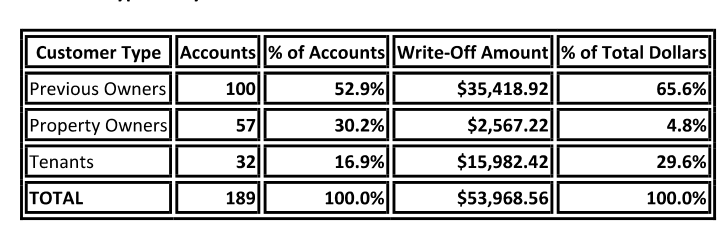 Customer Type Accounts % of Accounts Write-Off Amount % of Total Dollars
Previous Owners 100 52.9% $35,418.92 65.6%
Property Owners 57 30.2% $2,567.22 4.8%
Tenants 32 16.9% $15,982.42 29.6%
TOTAL 189 100.0% $53,968.56 100.0%